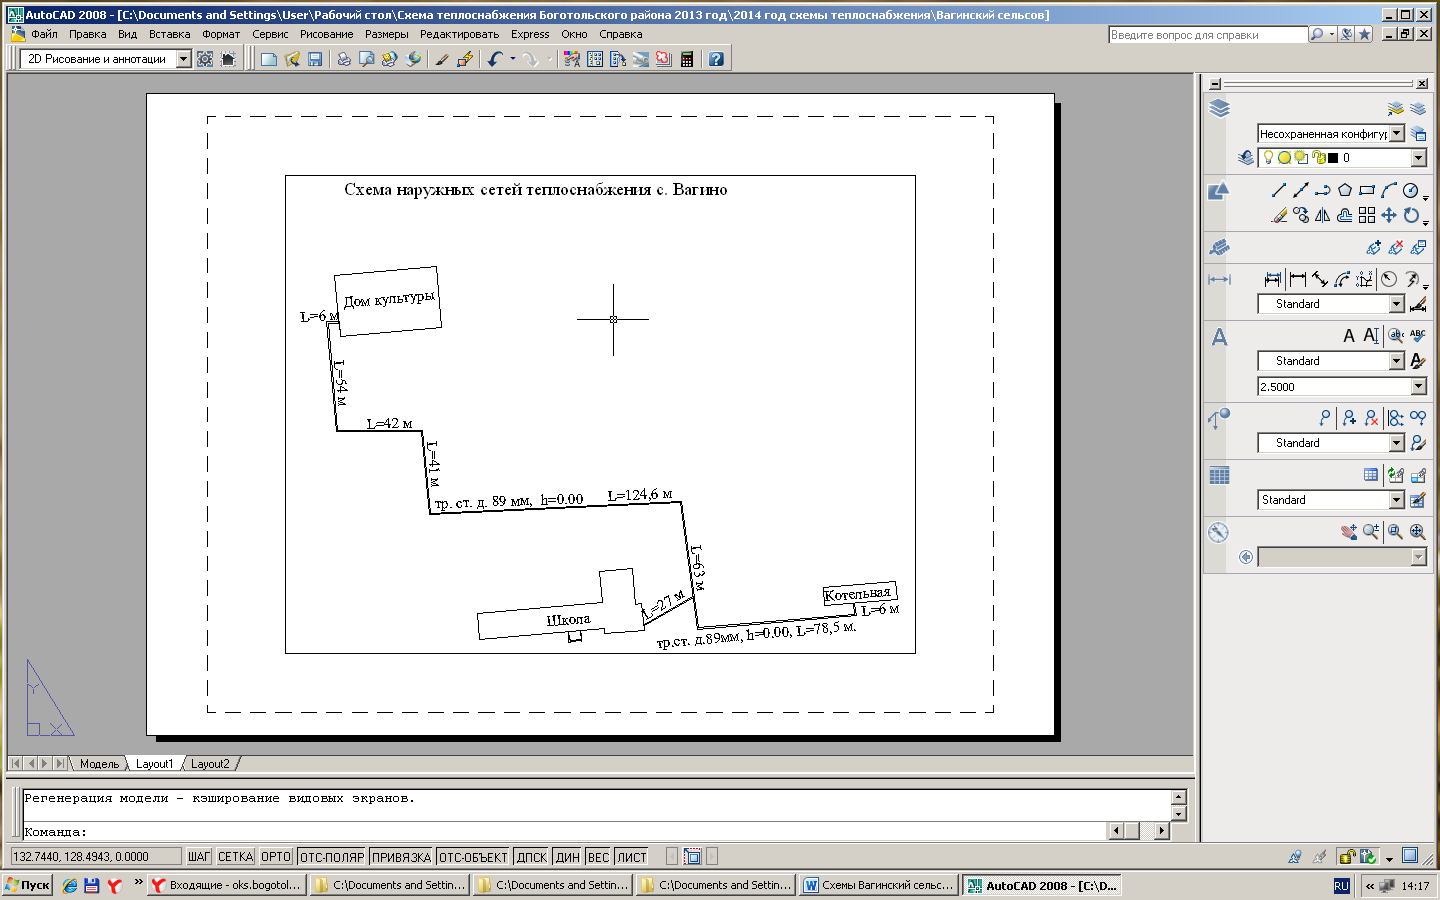 AutoCAD 2008 - [C:\Documents and Settings\User\Рабочий стол\Схема теплоснабжения Боготольского района 2013 год\2014 год схемы теплоснабжения\Вагинский сельсов]
Файл Правка Вид Вставка Формат Сервис Рисование Размеры Редактировать Express Окно Справка
Введите вопрос для справки
2D Рисование и аннотации
Несохраненная конфигур
0
Схема наружных сетей теплоснабжения с. Вагино
Дом культуры
L=6 м
L=54 м
L=42 м
L=41 м
тр. ст. д. 89 мм, h=0.00 L=124,6 м
L=63 м
L=27 м
Школа
Котельная
L=6 м
тр.ст. д.89мм, h=0.00, L=78,5 м.
Standard
A
Standard
2.5000
Standard
Standard
Y
X
Модель Layout1 Layout2
Регенерация модели - кэширование видовых экранов.
Команда:
132.7440, 128.4943, 0.0000 ШАГ СЕТКА ОРТО ОТС-ПОЛЯР ПРИВЯЗКА ОТС-ОБЪЕКТ ДПСК ДИН ВЕС ЛИСТ
Пуск » Входящие - oks.bogotol... C:\Documents and Settin... C:\Documents and Settin... C:\Documents and Settin... Схемы Вагинский сельс... AutoCAD 2008 - [C:\D... RU « 14:17